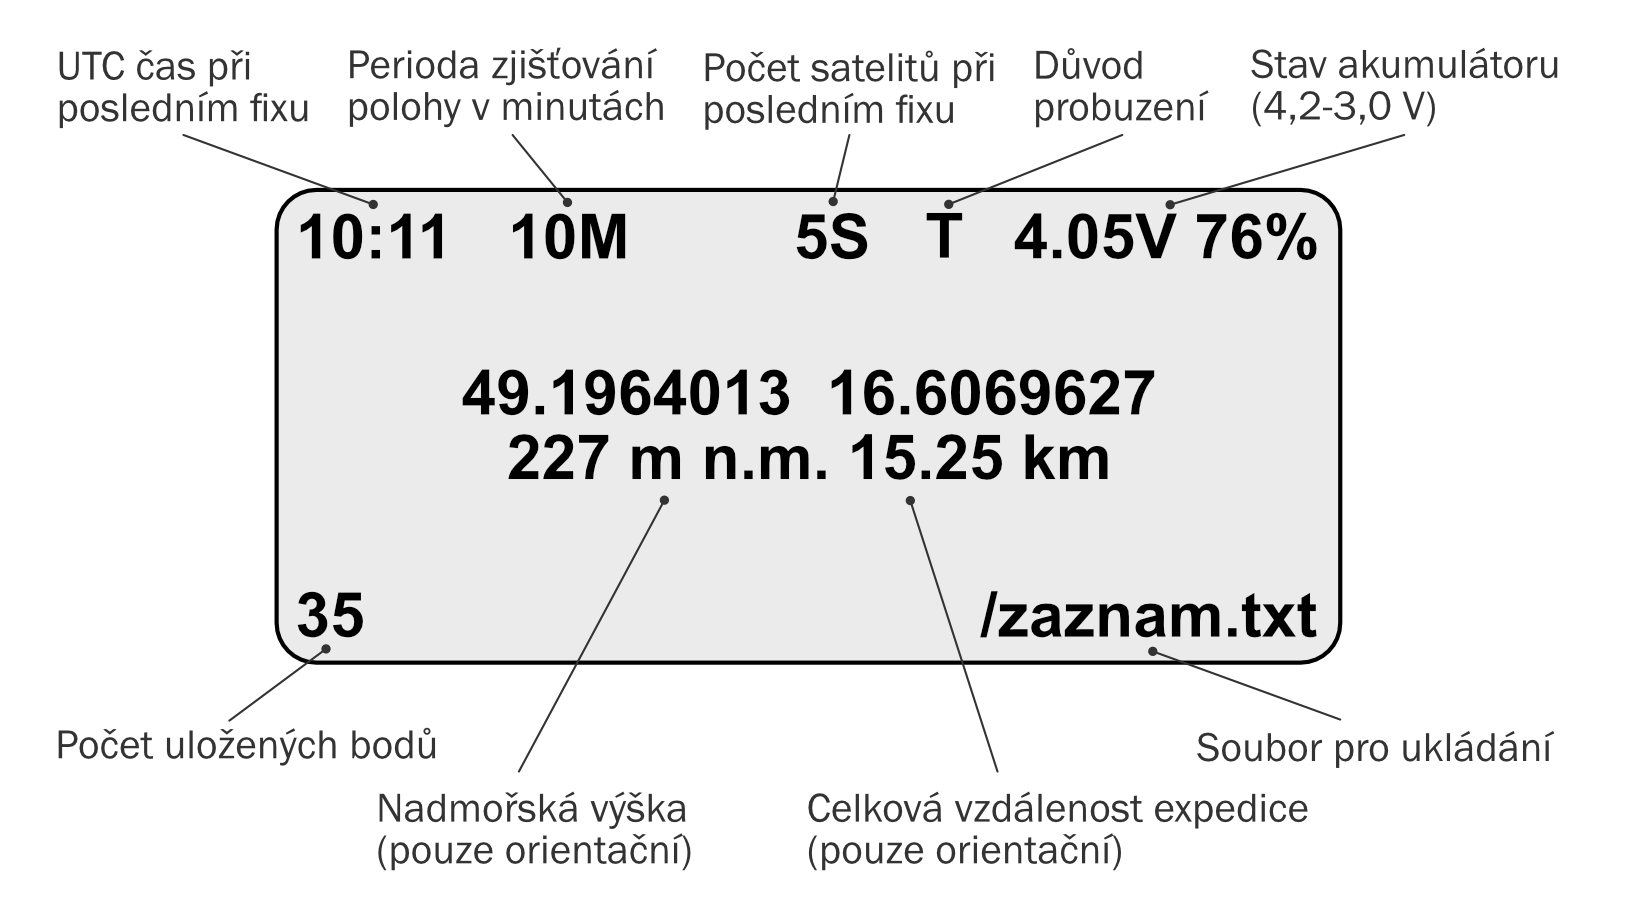 UTC čas při
posledním fixu
Perioda zjišťování
polohy v minutách
Počet satelitů při
posledním fixu
Důvod
probuzení
Stav akumulátoru
(4,2-3,0 V)
10:11 10M 5S T 4.05V 76%
49.1964013 16.6069627
227 m n.m. 15.25 km
35 /zaznam.txt
Počet uložených bodů
Nadmořská výška
(pouze orientační)
Celková vzdálenost expedice
(pouze orientační)
Soubor pro ukládání